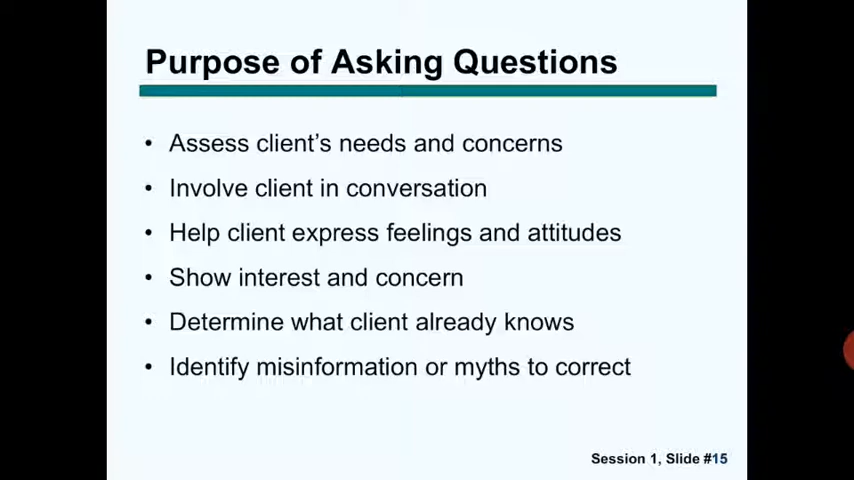 Purpose of Asking Questions
• Assess client's needs and concerns
• Involve client in conversation
• Help client express feelings and attitudes
• Show interest and concern
• Determine what client already knows
• Identify misinformation or myths to correct
Session 1, Slide #15